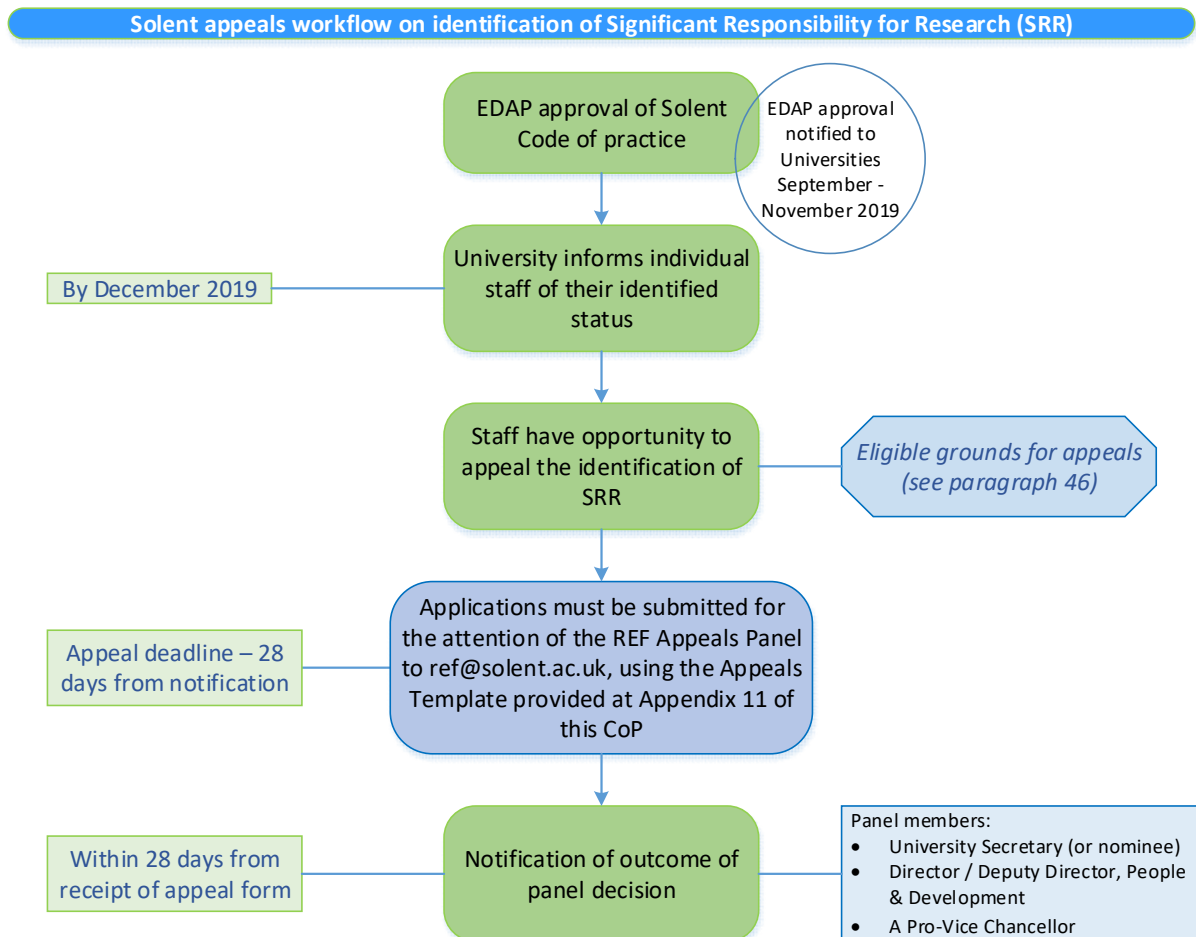 Solent appeals workflow on identification of Significant Responsibility for Research (SRR)
EDAP approval of Solent
Code of practice
EDAP approval
notified to
Universities
September -
November 2019
By December 2019
University informs individual
staff of their identified
status
Staff have opportunity to
appeal the identification of
SRR
Eligible grounds for appeals
(see paragraph 46)
Appeal deadline – 28
days from notification
Applications must be submitted for
the attention of the REF Appeals Panel
to ref@solent.ac.uk, using the Appeals
Template provided at Appendix 11 of
this CoP
Within 28 days from
receipt of appeal form
Notification of outcome of
panel decision
Panel members:
• University Secretary (or nominee)
• Director / Deputy Director, People
& Development
• A Pro-Vice Chancellor